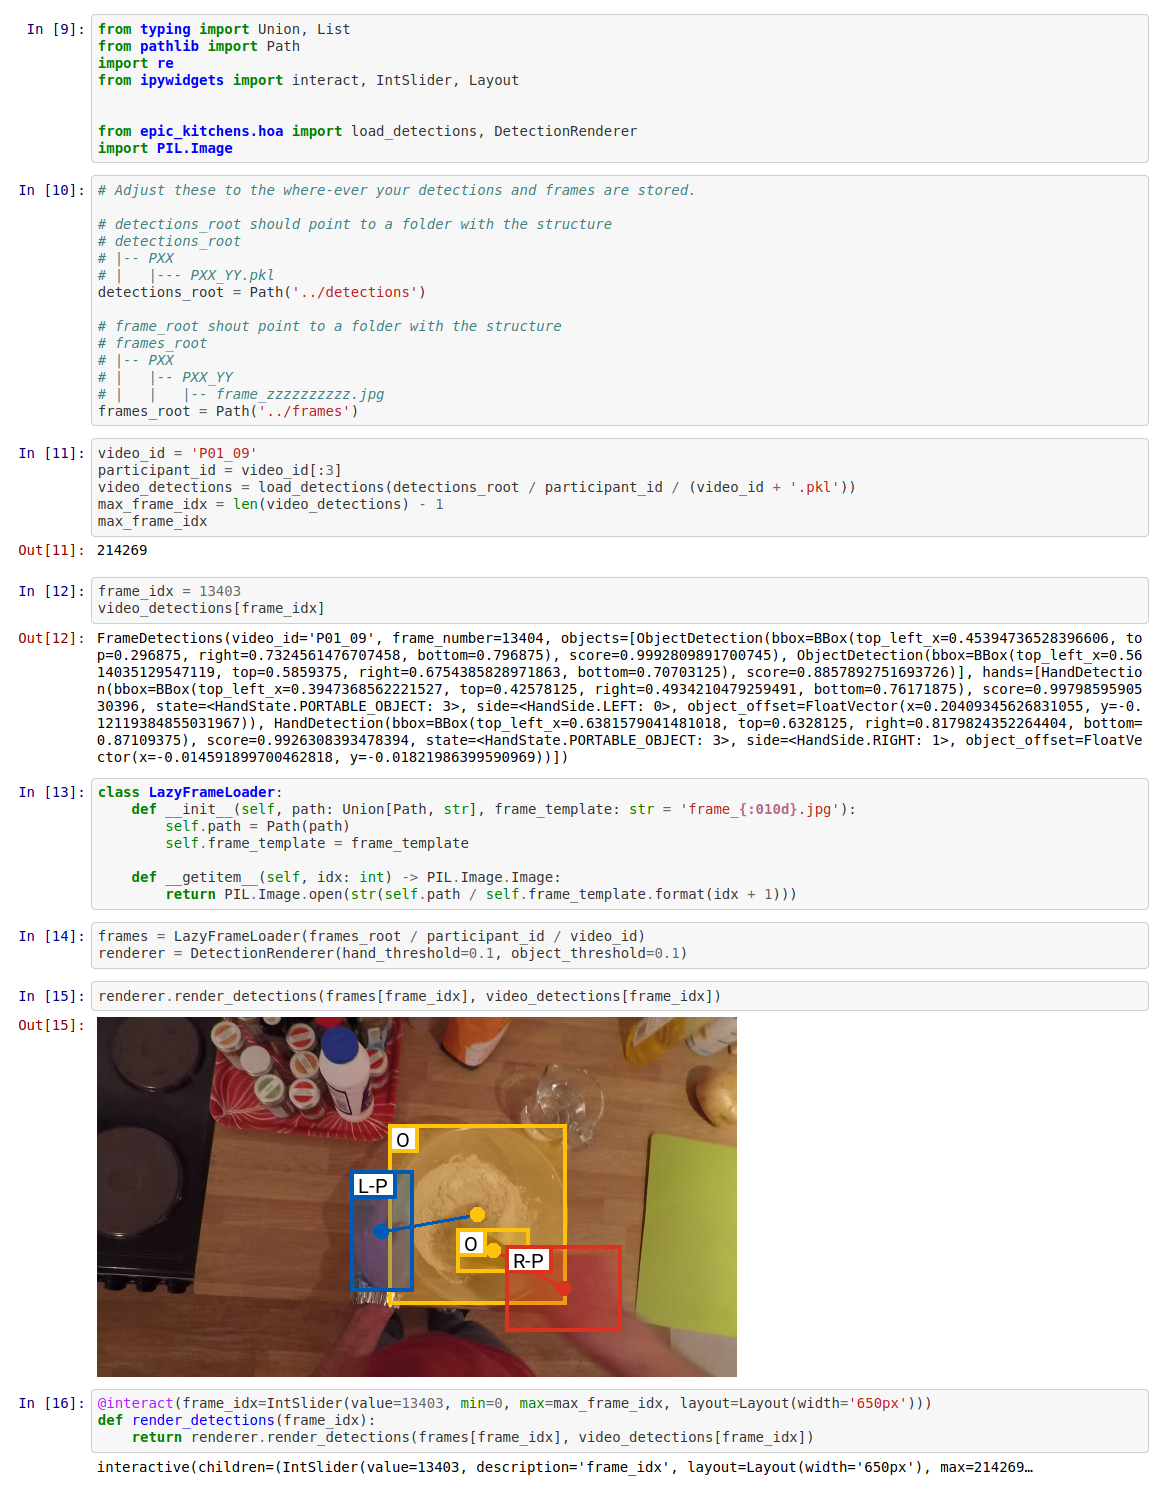 In [9]: from typing import Union, List
from pathlib import Path
import re
from ipywidgets import interact, IntSlider, Layout
from epic_kitchens.hoa import load_detections, DetectionRenderer
import PIL.Image
In [10]: # Adjust these to the where-ever your detections and frames are stored.
# detections_root should point to a folder with the structure
# detections_root
# |-- PXX
# |   |--- PXX_YY.pkl
detections_root = Path('../detections')
# frame_root shout point to a folder with the structure
# frames_root
# |-- PXX
# |   |-- PXX_YY
# |   |   |-- frame_zzzzzzzzzz.jpg
frames_root = Path('../frames')
In [11]: video_id = 'P01_09'
participant_id = video_id[:3]
video_detections = load_detections(detections_root / participant_id / (video_id + '.pkl'))
max_frame_idx = len(video_detections) - 1
max_frame_idx
Out[11]: 214269
In [12]: frame_idx = 13403
video_detections[frame_idx]
Out[12]: FrameDetections(video_id='P01_09', frame_number=13404, objects=[ObjectDetection(bbox=BBox(top_left_x=0.45394736528396606, to
p=0.296875, right=0.7324561476707458, bottom=0.796875), score=0.9992809891700745), ObjectDetection(bbox=BBox(top_left_x=0.56
14035129547119, top=0.5859375, right=0.6754385828971863, bottom=0.70703125), score=0.8857892751693726)], hands=[HandDetectio
n(bbox=BBox(top_left_x=0.3947368562221527, top=0.42578125, right=0.4934210479259491, bottom=0.76171875), score=0.99798595905
30396, state=<HandState.PORTABLE_OBJECT: 3>, side=<HandSide.LEFT: 0>, object_offset=FloatVector(x=0.20409345626831055, y=-0.
12119384855031967)), HandDetection(bbox=BBox(top_left_x=0.6381579041481018, top=0.6328125, right=0.8179824352264404, bottom=
0.87109375), score=0.9926308393478394, state=<HandState.PORTABLE_OBJECT: 3>, side=<HandSide.RIGHT: 1>, object_offset=FloatVe
ctor(x=-0.014591899700462818, y=-0.01821986399590969))])
In [13]: class LazyFrameLoader:
    def __init__(self, path: Union[Path, str], frame_template: str = 'frame_{:010d}.jpg'):
        self.path = Path(path)
        self.frame_template = frame_template
    def __getitem__(self, idx: int) -> PIL.Image.Image:
        return PIL.Image.open(str(self.path / self.frame_template.format(idx + 1)))
In [14]: frames = LazyFrameLoader(frames_root / participant_id / video_id)
renderer = DetectionRenderer(hand_threshold=0.1, object_threshold=0.1)
In [15]: renderer.render_detections(frames[frame_idx], video_detections[frame_idx])
Out[15]:
O
L-P
O
R-P
In [16]: @interact(frame_idx=IntSlider(value=13403, min=0, max=max_frame_idx, layout=Layout(width='650px')))
def render_detections(frame_idx):
    return renderer.render_detections(frames[frame_idx], video_detections[frame_idx])
interactive(children=(IntSlider(value=13403, description='frame_idx', layout=Layout(width='650px'), max=214269…